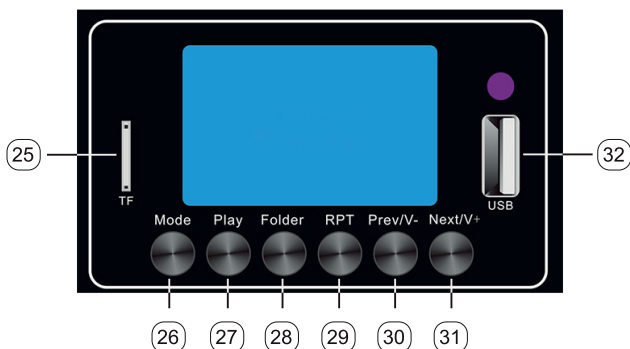 25
32
TF
USB
Mode Play Folder RPT Prev/V- Next/V+
26 27 28 29 30 31